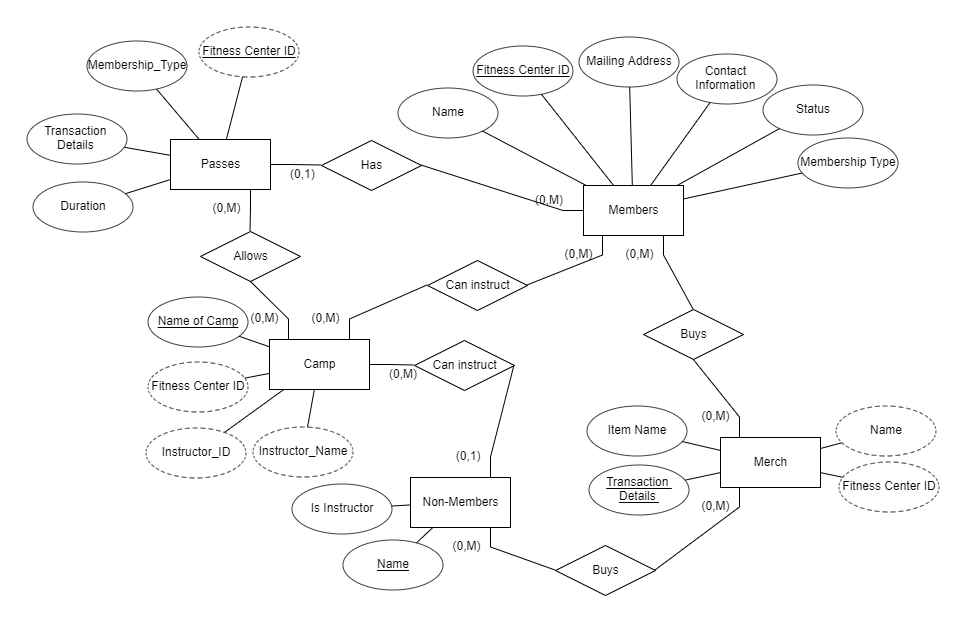 Fitness Center ID
Membership_Type
Transaction
Details
Duration
Passes
(0,1)
Has
(0,M)
Name
Fitness Center ID
Mailing Address
Contact
Information
Status
Membership Type
Members
(0,M)
Allows
(0,M)
(0,M)
Can instruct
(0,M)
(0,M)
Buys
(0,M)
Name of Camp
Camp
Fitness Center ID
Instructor_ID
Instructor_Name
(0,M)
Can instruct
(0,1)
Non-Members
Is Instructor
Name
(0,M)
Buys
(0,M)
Item Name
Transaction
Details
Merch
Name
Fitness Center ID